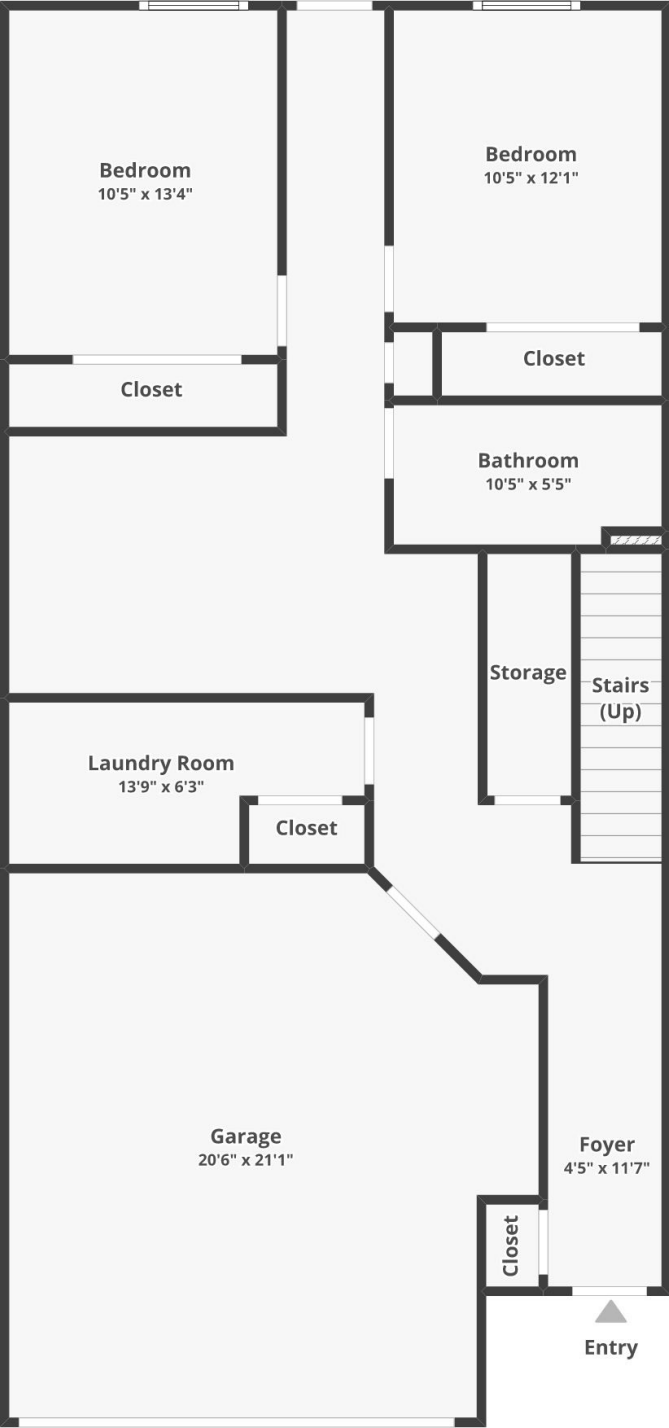 Bedroom
10'5" x 13'4"
Bedroom
10'5" x 12'1"
Closet
Closet
Bathroom
10'5" x 5'5"
Storage
Stairs
(Up)
Laundry Room
13'9" x 6'3"
Closet
Garage
20'6" x 21'1"
Foyer
4'5" x 11'7"
Closet
Entry